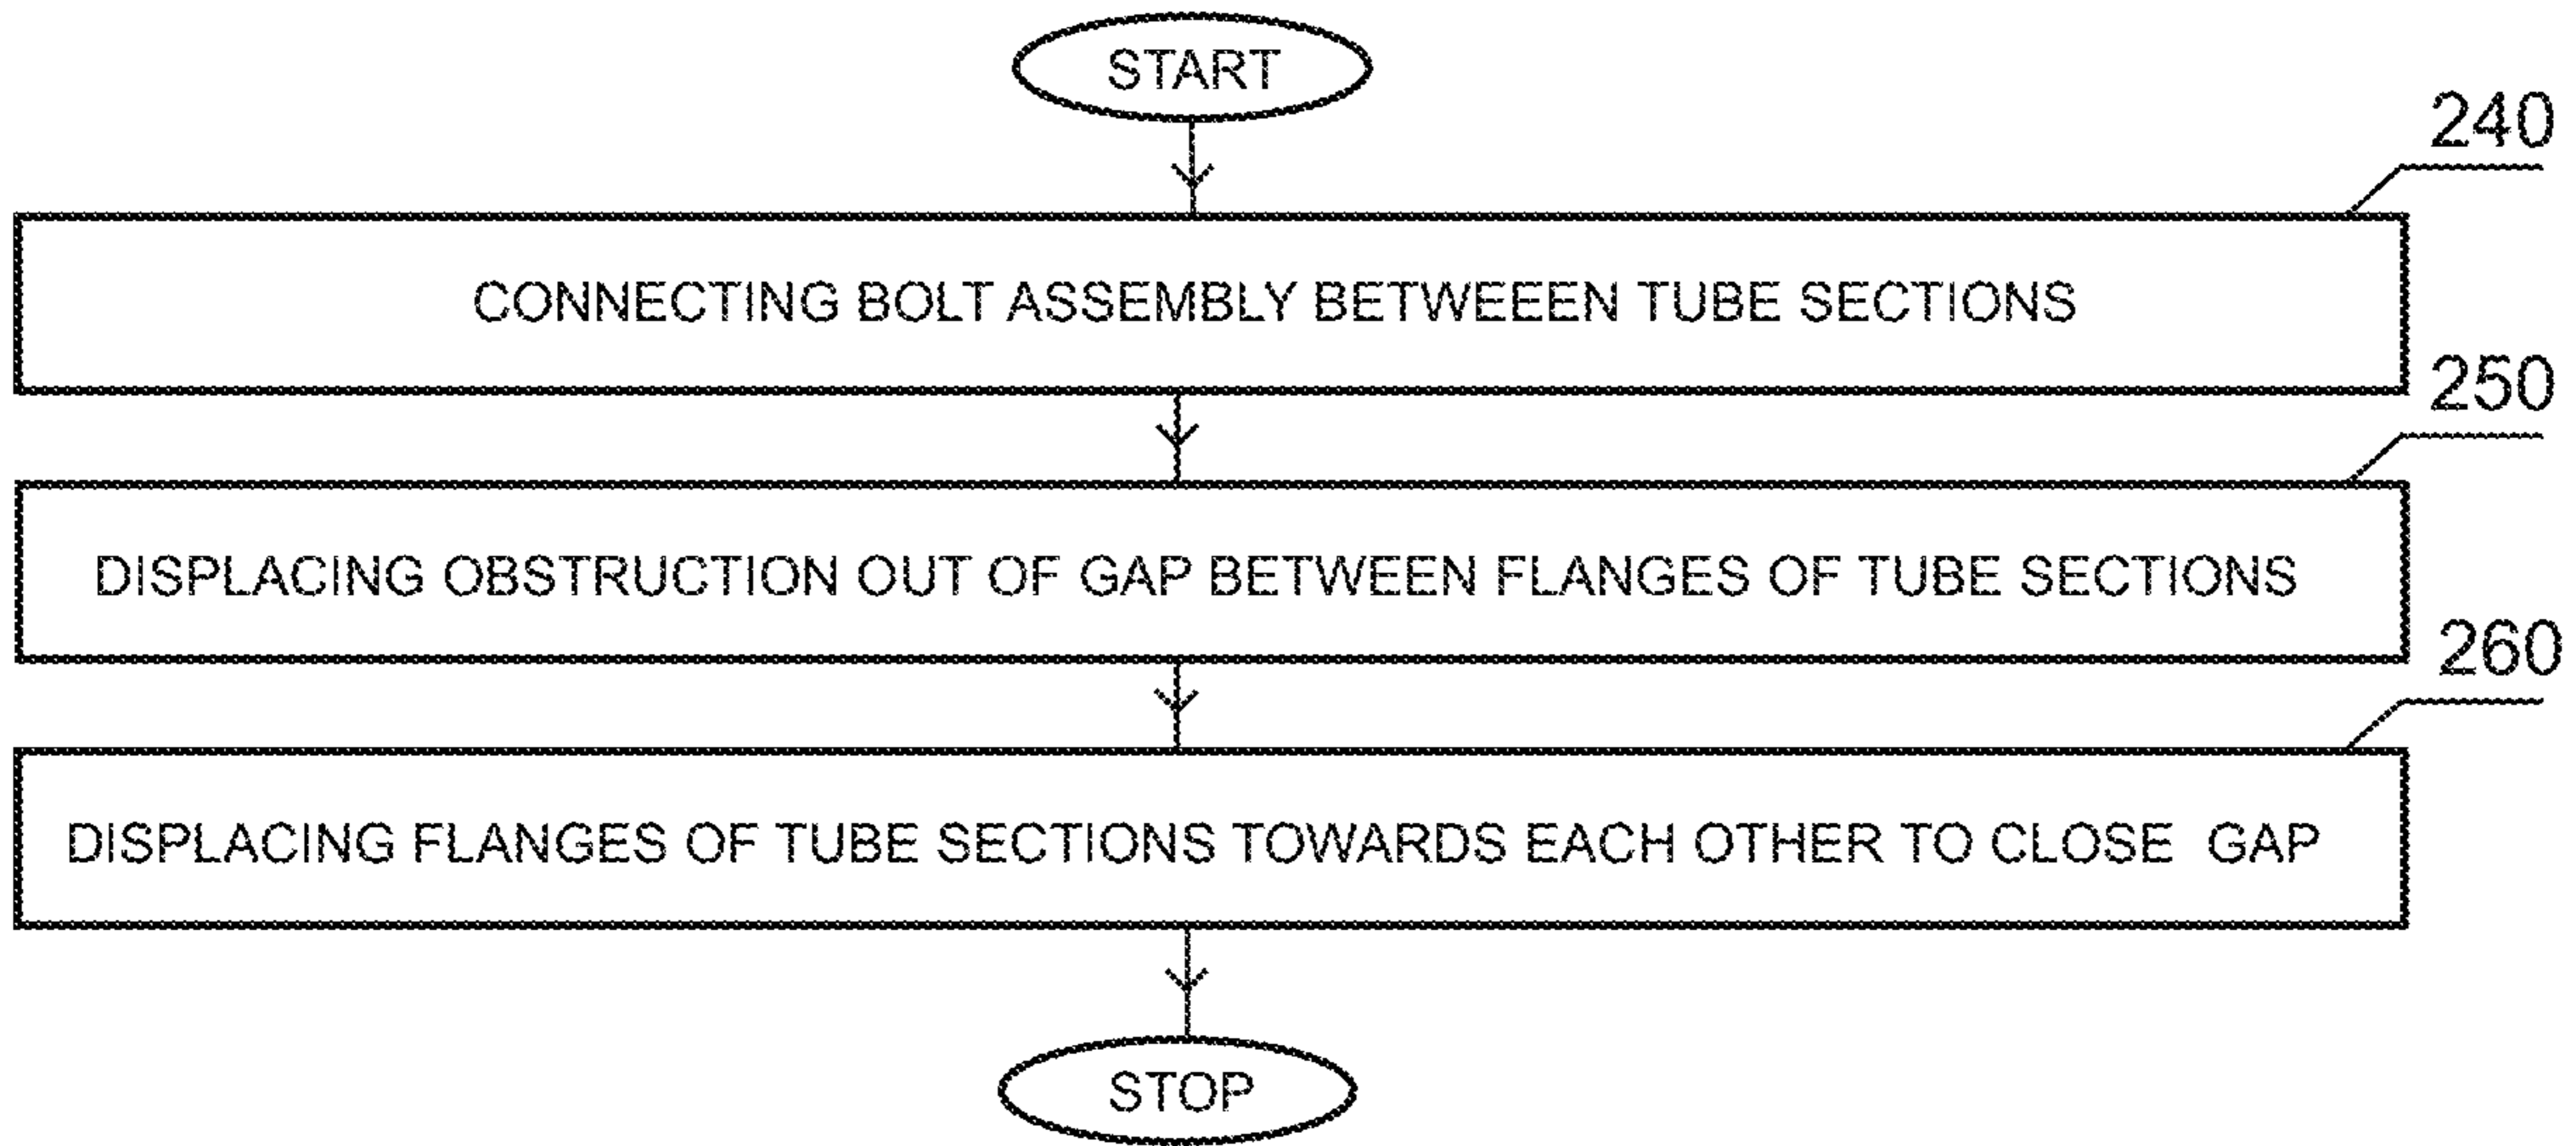 START
240
CONNECTING BOLT ASSEMBLY BETWEEEN TUBE SECTIONS
250
DISPLACING OBSTRUCTION OUT OF GAP BETWEEN FLANGES OF TUBE SECTIONS
260
DISPLACING FLANGES OF TUBE SECTIONS TOWARDS EACH OTHER TO CLOSE GAP
STOP